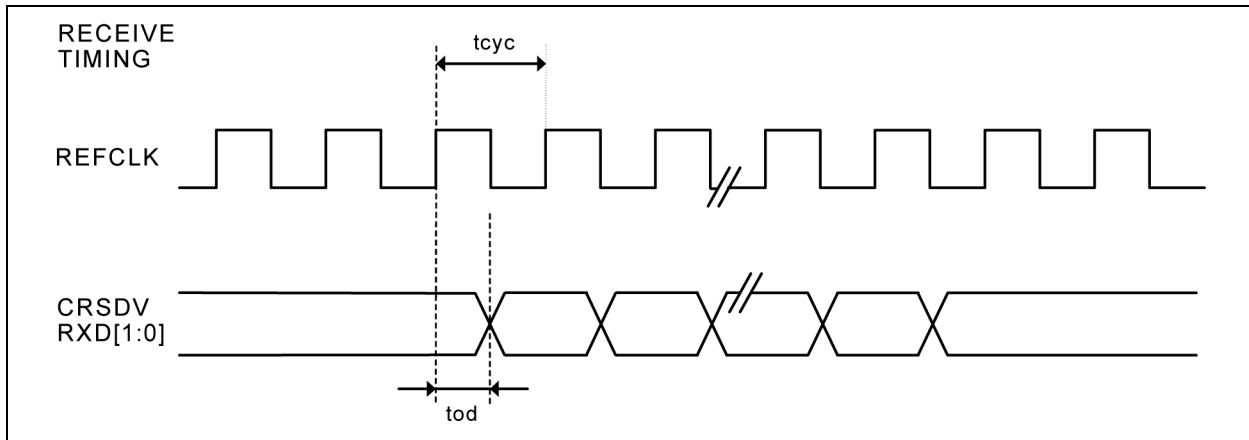 RECEIVE
TIMING
tcyc
REFCLK
CRSDV
RXD[1:0]
tod